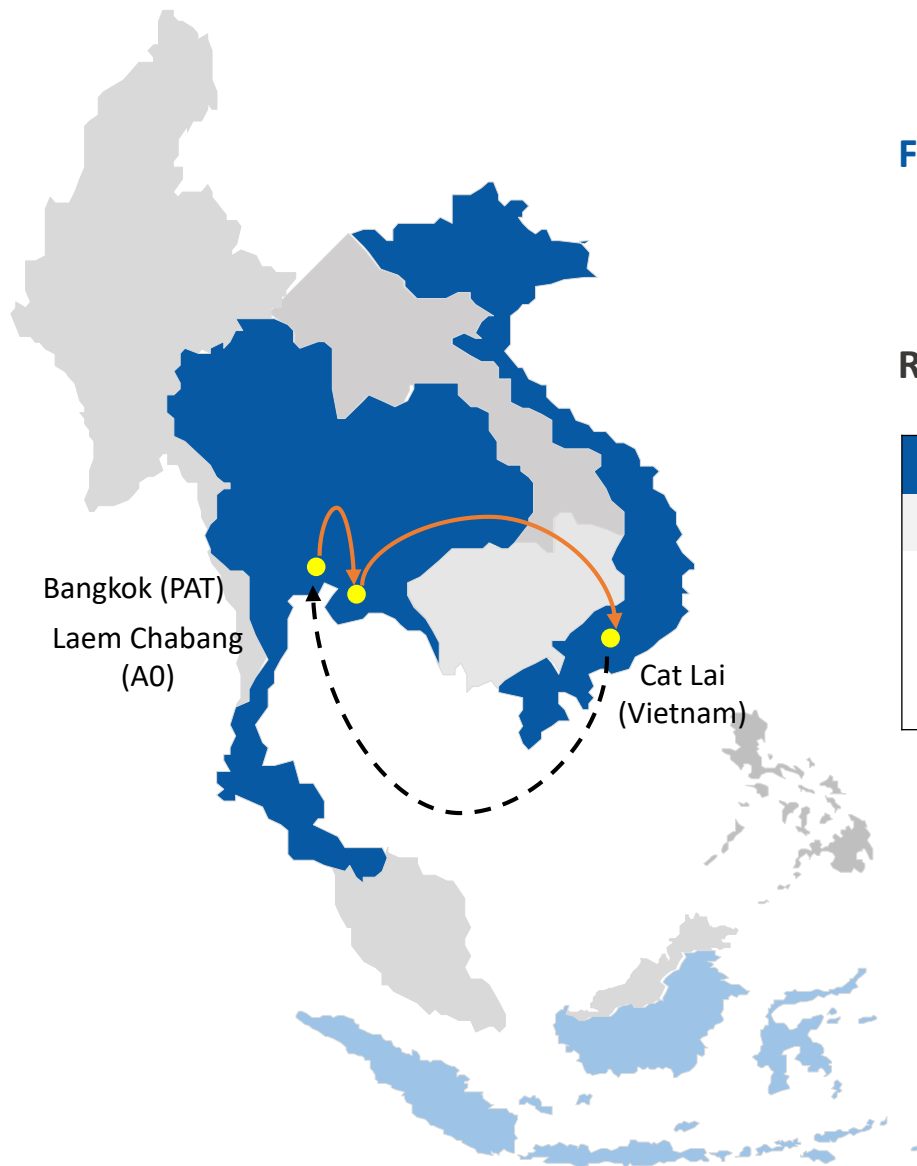 F
R
Bangkok (PAT)
Laem Chabang
(A0)
Cat Lai
(Vietnam)